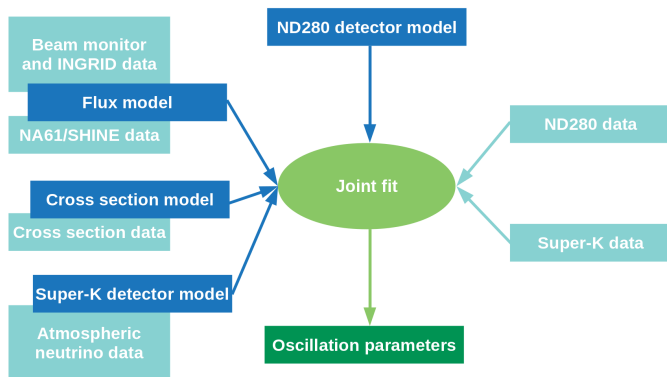 Beam monitor
and INGRID data
Flux model
NA61/SHINE data
Cross section model
Cross section data
Super-K detector model
Atmospheric
neutrino data
ND280 detector model
Joint fit
Oscillation parameters
ND280 data
Super-K data